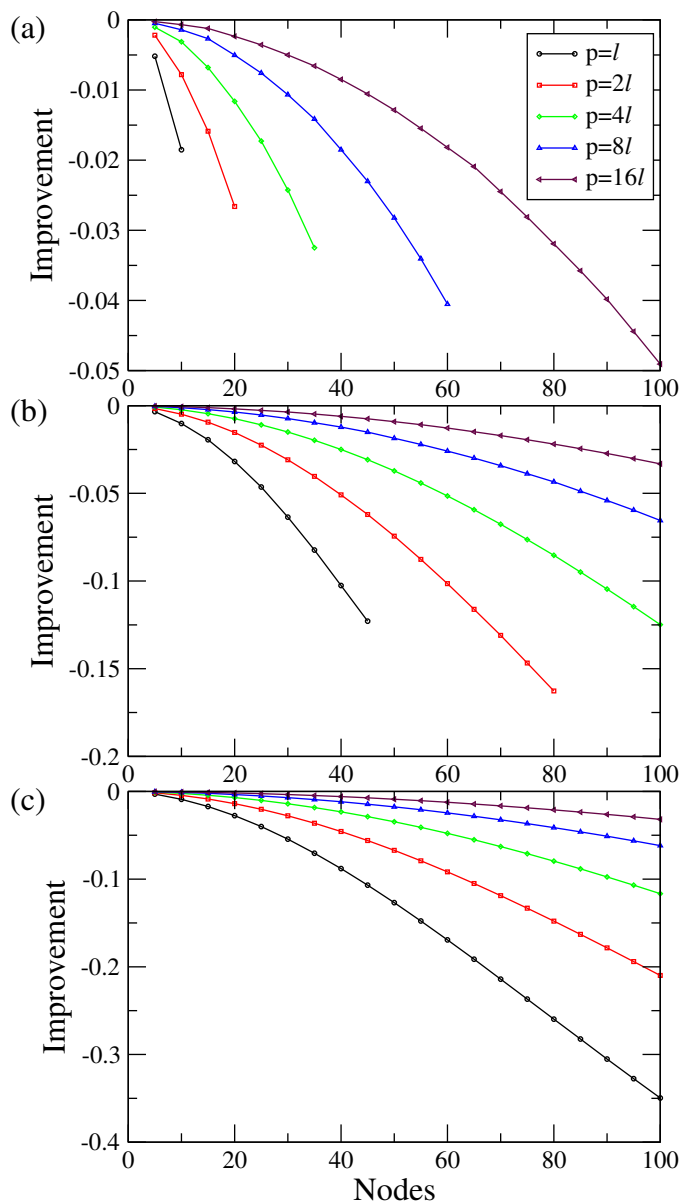 (a)
0
-0.01
-0.02
-0.03
-0.04
-0.05
Improvement
p=l
p=2l
p=4l
p=8l
p=16l
0 20 40 60 80 100
(b)
0
-0.05
-0.1
-0.15
-0.2
Improvement
0 20 40 60 80 100
(c)
0
-0.1
-0.2
-0.3
-0.4
Improvement
0 20 40 60 80 100
Nodes